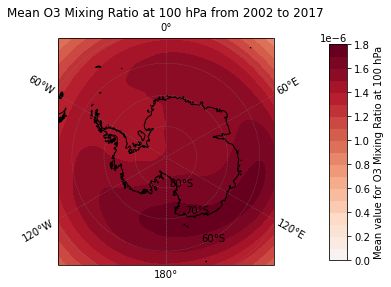 Mean O3 Mixing Ratio at 100 hPa from 2002 to 2017
0°
1e−6
60°W
60°E
120°W
120°E
180°
80°S
70°S
60°S
1.8
1.6
1.4
1.2
1.0
0.8
0.6
0.4
0.2
0.0
Mean value for O3 Mixing Ratio at 100 hPa